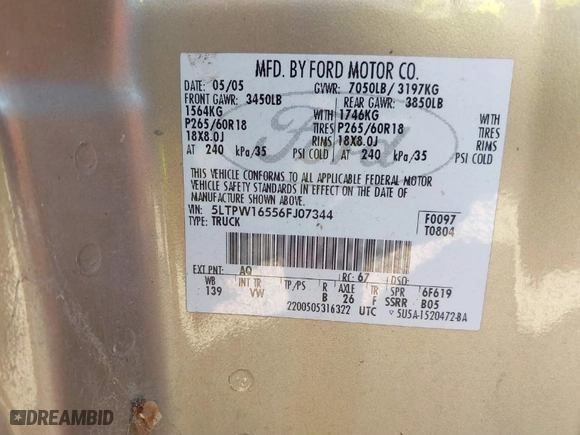 MFD. BY FORD MOTOR CO.
DATE: 05/05 GVWR: 7050LB / 3197KG
FRONT GAWR: 3450LB REAR GAWR: 3850LB
1564KG WITH 1746KG WITH
P265/60R18 TIRES P265/60R18 TIRES
18X8.0J RIMS 18X8.0J RIMS
AT 240 kPa/35 PSI COLD AT 240 kPa/35 PSI COLD
THIS VEHICLE CONFORMS TO ALL APPLICABLE FEDERAL MOTOR
VEHICLE SAFETY STANDARDS IN EFFECT ON THE DATE OF
MANUFACTURE SHOWN ABOVE.
VIN: 5LTPW16556FJ07344 F0097
TYPE: TRUCK T0804
EXT PNT: AQ RC: 67 DSO:
WB INT TR TP/PS R AXLE TR SPR 6F619
139 VW B 26 F SSRR B05
2200505316322 UTC 5U5A-1520472-BA
Ford
DREAMBID